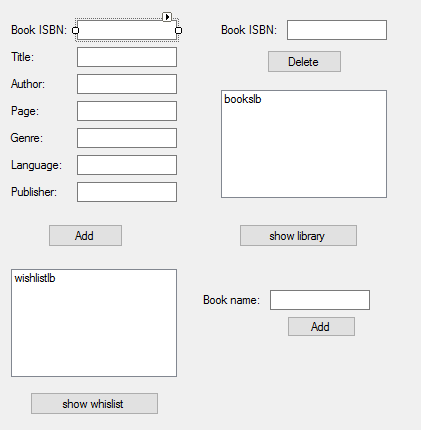 Book ISBN:
Title:
Author:
Page:
Genre:
Language:
Publisher:
Add
Book ISBN:
Delete
bookslb
show library
wishlistlb
show whislist
Book name:
Add